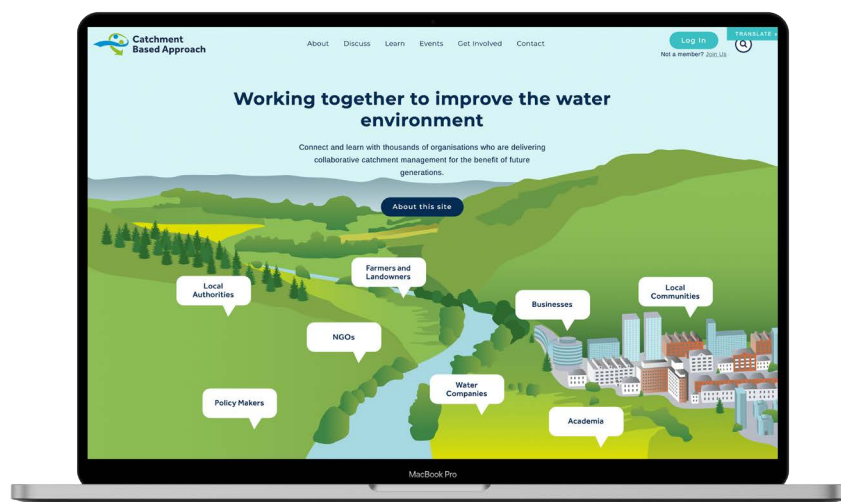 Catchment
Based Approach
About
Discuss
Learn
Events
Get Involved
Contact
Log In
TRANSLATE »
Not a member? Join Us
Working together to improve the water
environment
Connect and learn with thousands of organisations who are delivering
collaborative catchment management for the benefit of future
generations.
About this site
Farmers and
Landowners
Local
Authorities
Local
Communities
Businesses
NGOs
Water
Companies
Policy Makers
Academia
MacBook Pro